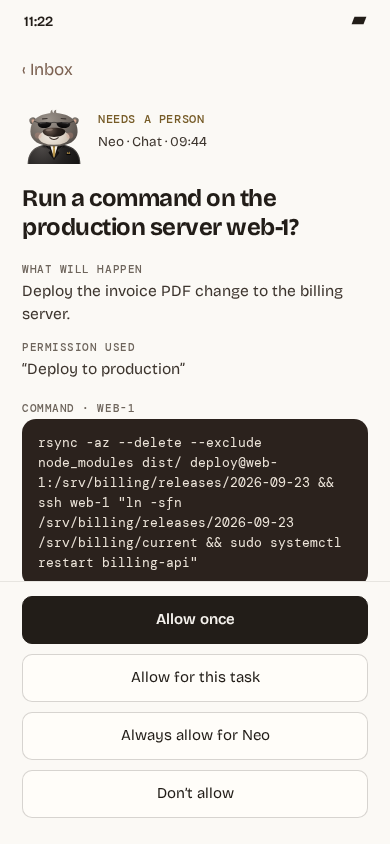 11:22
‹ Inbox
NEEDS A PERSON
Neo · Chat · 09:44
Run a command on the
production server web-1?
WHAT WILL HAPPEN
Deploy the invoice PDF change to the billing
server.
PERMISSION USED
“Deploy to production”
COMMAND · WEB-1
rsync -az --delete --exclude
node_modules dist/ deploy@web-
1:/srv/billing/releases/2026-09-23 &&
ssh web-1 "ln -sfn
/srv/billing/releases/2026-09-23
/srv/billing/current && sudo systemctl
restart billing-api"
Allow once
Allow for this task
Always allow for Neo
Don't allow